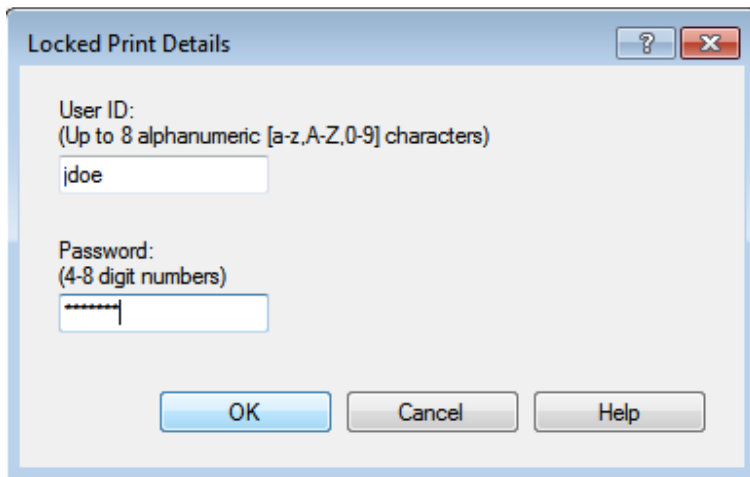 Locked Print Details
User ID:
(Up to 8 alphanumeric [a-z,A-Z,0-9] characters)
jdoe
Password:
(4-8 digit numbers)
*******
OK Cancel Help